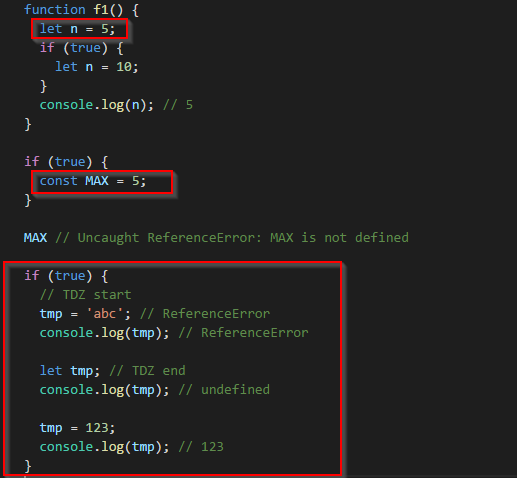 function f1() {
let n = 5;
if (true) {
let n = 10;
}
console.log(n); // 5
}
if (true) {
const MAX = 5;
}
MAX // Uncaught ReferenceError: MAX is not defined
if (true) {
// TDZ start
tmp = 'abc'; // ReferenceError
console.log(tmp); // ReferenceError
let tmp; // TDZ end
console.log(tmp); // undefined
tmp = 123;
console.log(tmp); // 123
}